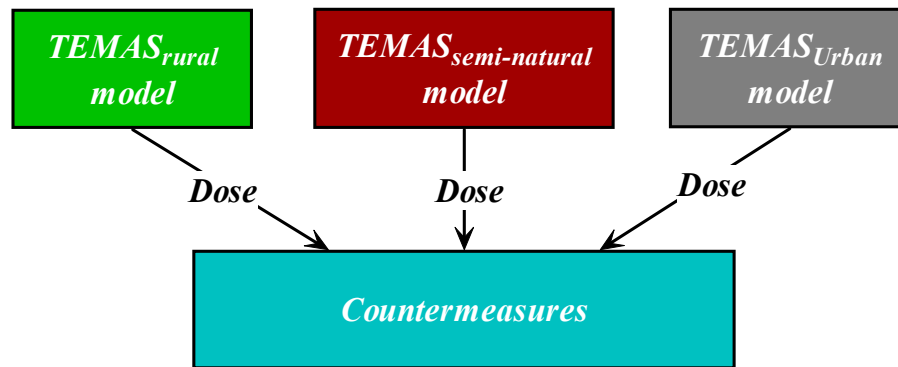 TEMASrural
model
TEMASsemi-natural
model
TEMASUrban
model
Dose
Dose
Dose
Countermeasures